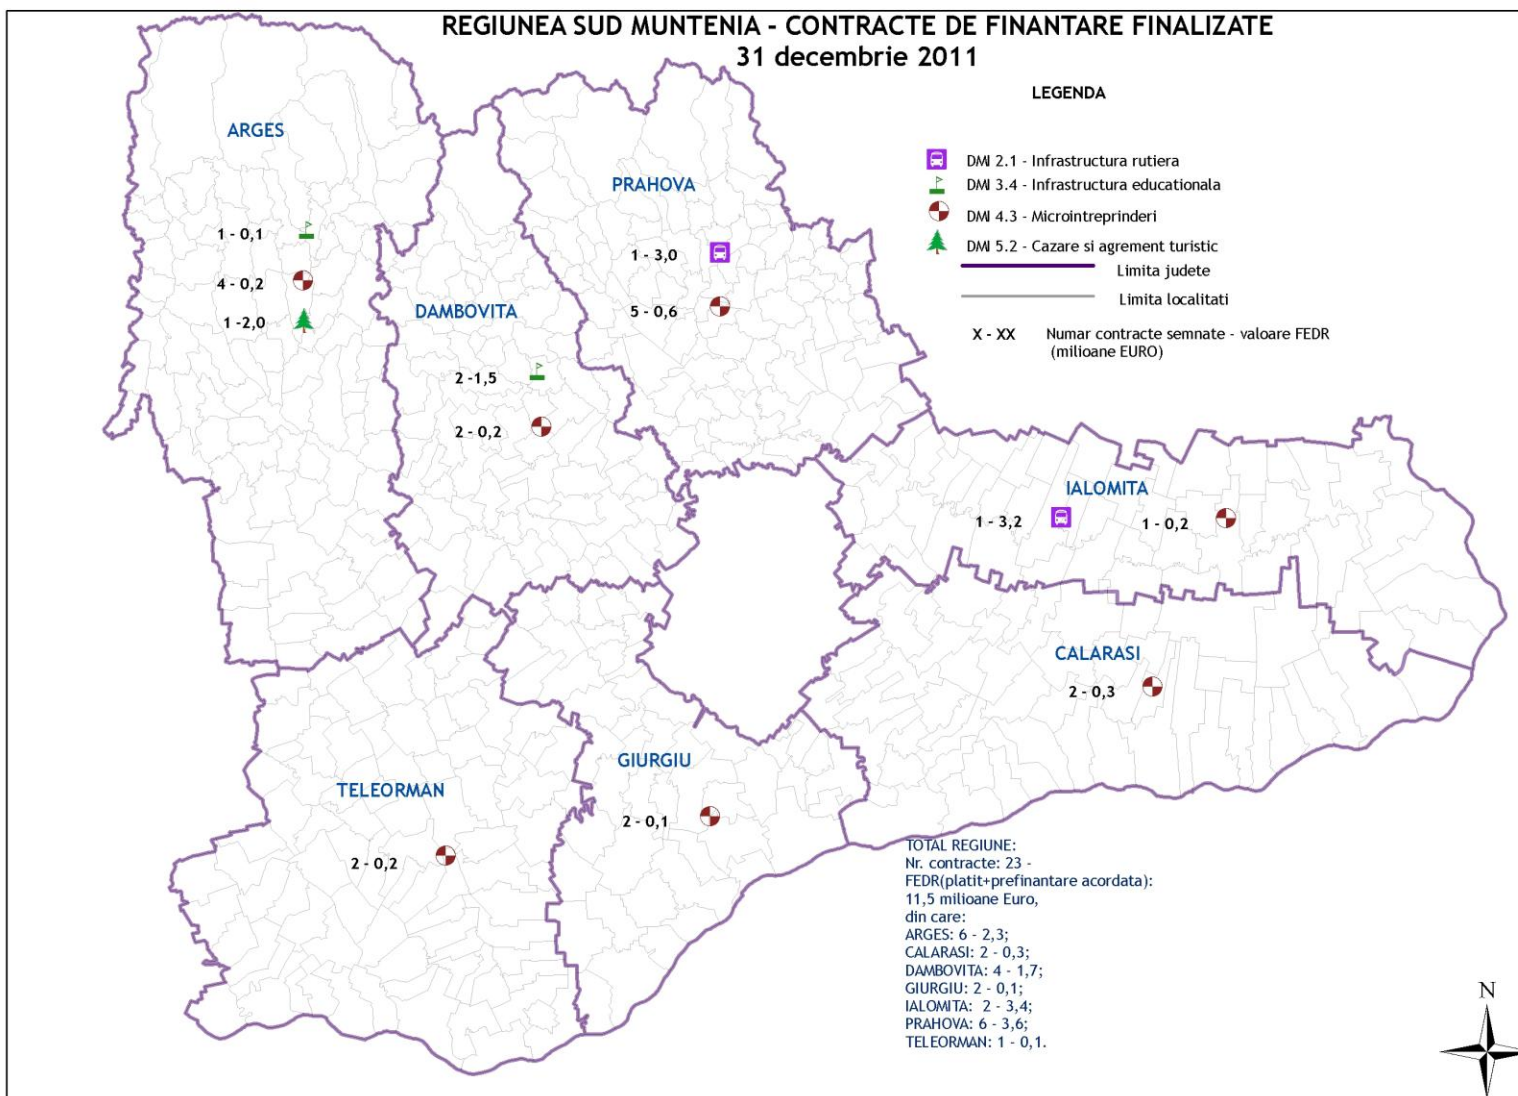 REGIUNEA SUD MUNTENIA - CONTRACTE DE FINANTARE FINALIZATE
31 decembrie 2011
LEGENDA
DMI 2.1 - Infrastructura rutiera
DMI 3.4 - Infrastructura educationala
DMI 4.3 - Microintreprinderi
DMI 5.2 - Cazare si agrement turistic
Limita judete
Limita localitati
X - XX Numar contracte semnate - valoare FEDR
(milioane EURO)
ARGES
1 - 0,1
4 - 0,2
1 -2,0
DAMBOVITA
2 -1,5
2 - 0,2
PRAHOVA
1 - 3,0
5 - 0,6
IALOMITA
1 - 3,2
1 - 0,2
CALARASI
2 - 0,3
GIURGIU
2 - 0,1
TELEORMAN
2 - 0,2
TOTAL REGIUNE:
Nr. contracte: 23 -
FEDR(platit+prefinantare acordata):
11,5 milioane Euro,
din care:
ARGES: 6 - 2,3;
CALARASI: 2 - 0,3;
DAMBOVITA: 4 - 1,7;
GIURGIU: 2 - 0,1;
IALOMITA: 2 - 3,4;
PRAHOVA: 6 - 3,6;
TELEORMAN: 1 - 0,1.
N